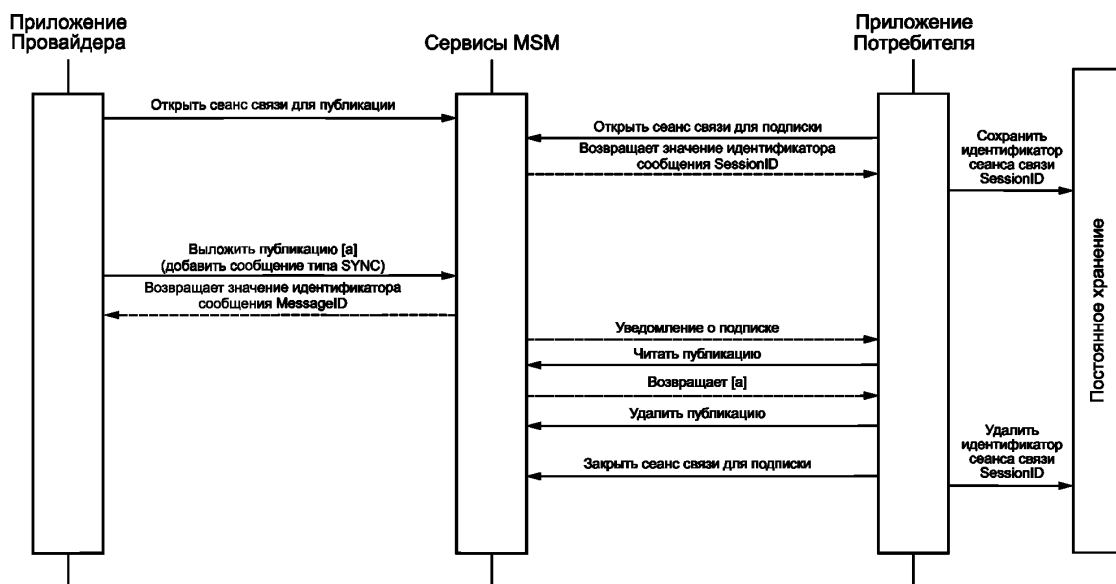 Приложение
Провайдера
Сервисы MSM
Приложение
Потребителя
Открыть сеанс связи для публикации
Открыть сеанс связи для подписки
Возвращает значение идентификатора
сообщения SessionID
Сохранить
идентификатор
сеанса связи
SessionID
Выложить публикацию [a]
(добавить сообщение типа SYNC)
Возвращает значение идентификатора
сообщения MessageID
Уведомление о подписке
Читать публикацию
Возвращает [a]
Удалить публикацию
Закрыть сеанс связи для подписки
Удалить
идентификатор
сеанса связи
SessionID
Постоянное хранение